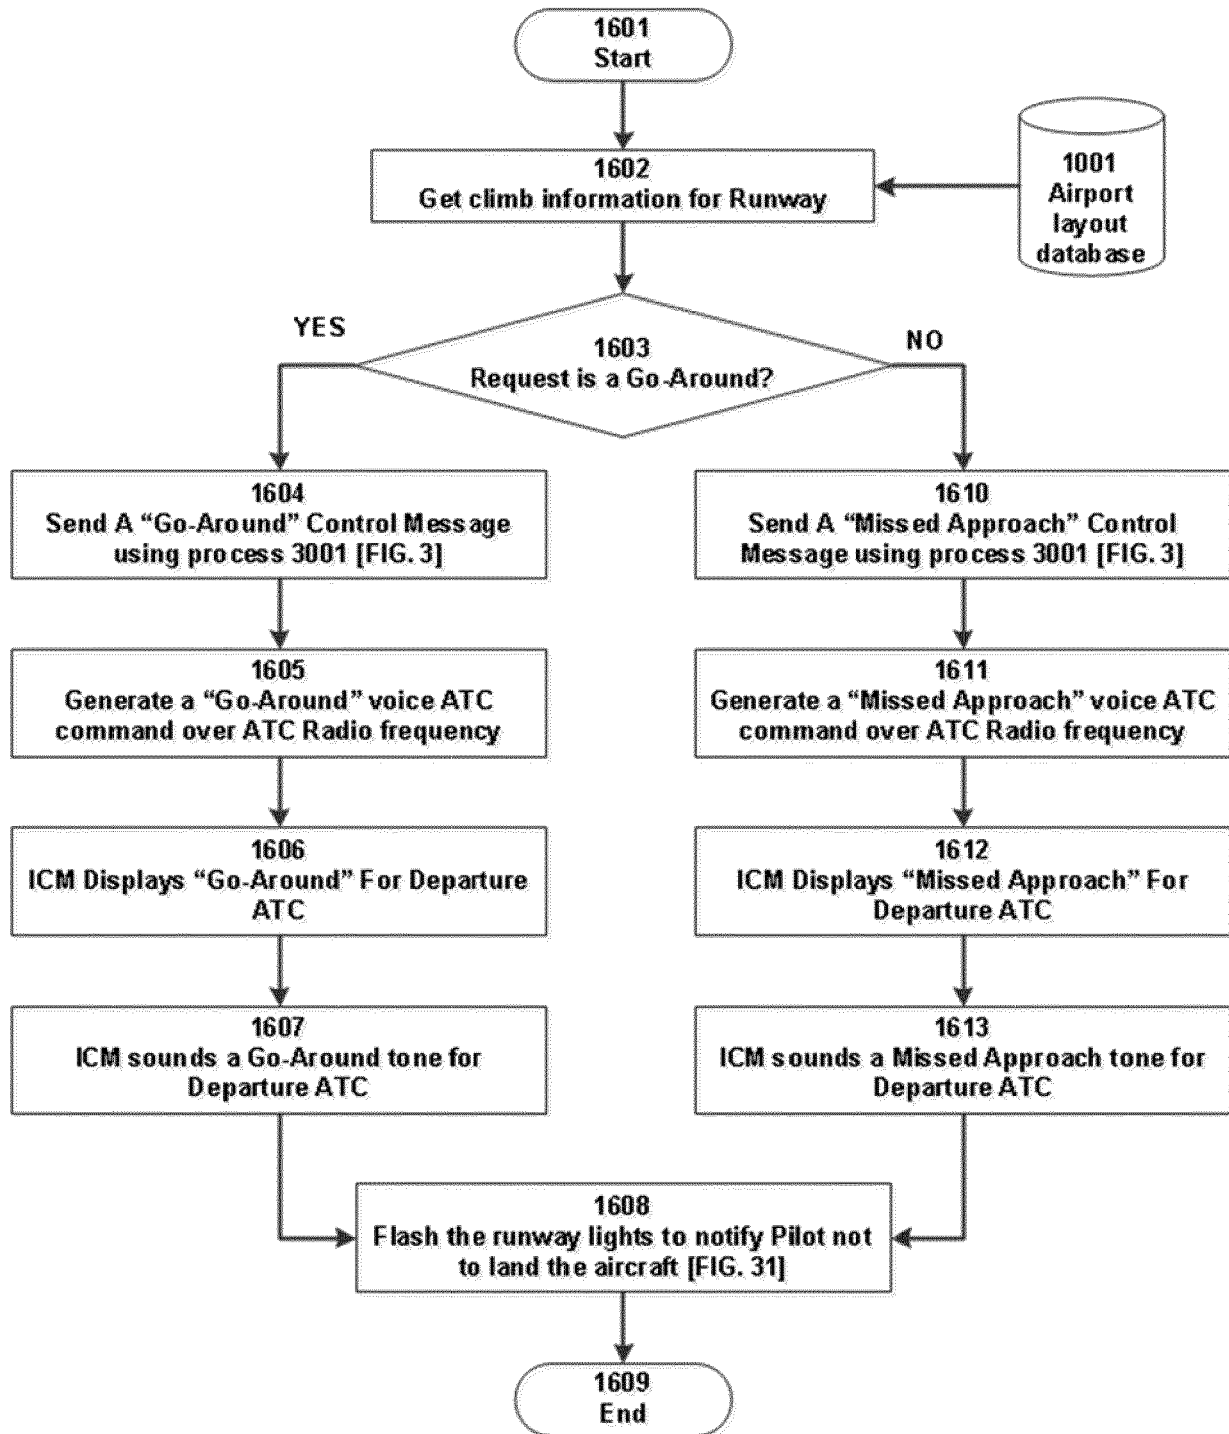 1601
Start
1602
Get climb information for Runway
1001
Airport
layout
database
YES
NO
1603
Request is a Go-Around?
1604
Send A “Go-Around” Control Message
using process 3001 [FIG. 3]
1610
Send A “Missed Approach” Control
Message using process 3001 [FIG. 3]
1605
Generate a “Go-Around” voice ATC
command over ATC Radio frequency
1611
Generate a “Missed Approach” voice ATC
command over ATC Radio frequency
1606
ICM Displays “Go-Around” For Departure
ATC
1612
ICM Displays “Missed Approach” For
Departure ATC
1607
ICM sounds a Go-Around tone for
Departure ATC
1613
ICM sounds a Missed Approach tone for
Departure ATC
1608
Flash the runway lights to notify Pilot not
to land the aircraft [FIG. 31]
1609
End